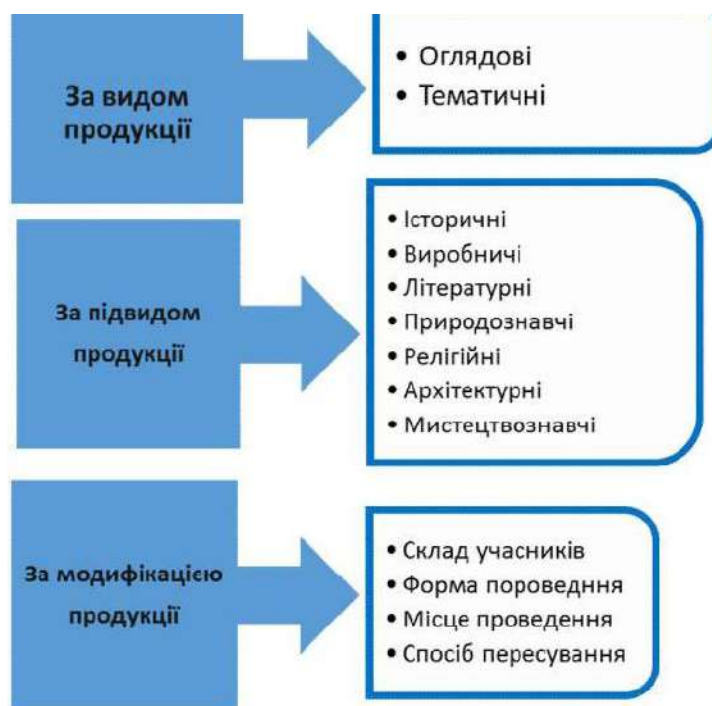 За видом
продукції
• Оглядові
• Тематичні
За підвидом
продукції
• Історичні
• Виробничі
• Літературні
• Природознавчі
• Релігійні
• Архітектурні
• Мистецтвознавчі
За модифікацією
продукції
• Склад учасників
• Форма пороведння
• Місце проведення
• Спосіб пересування